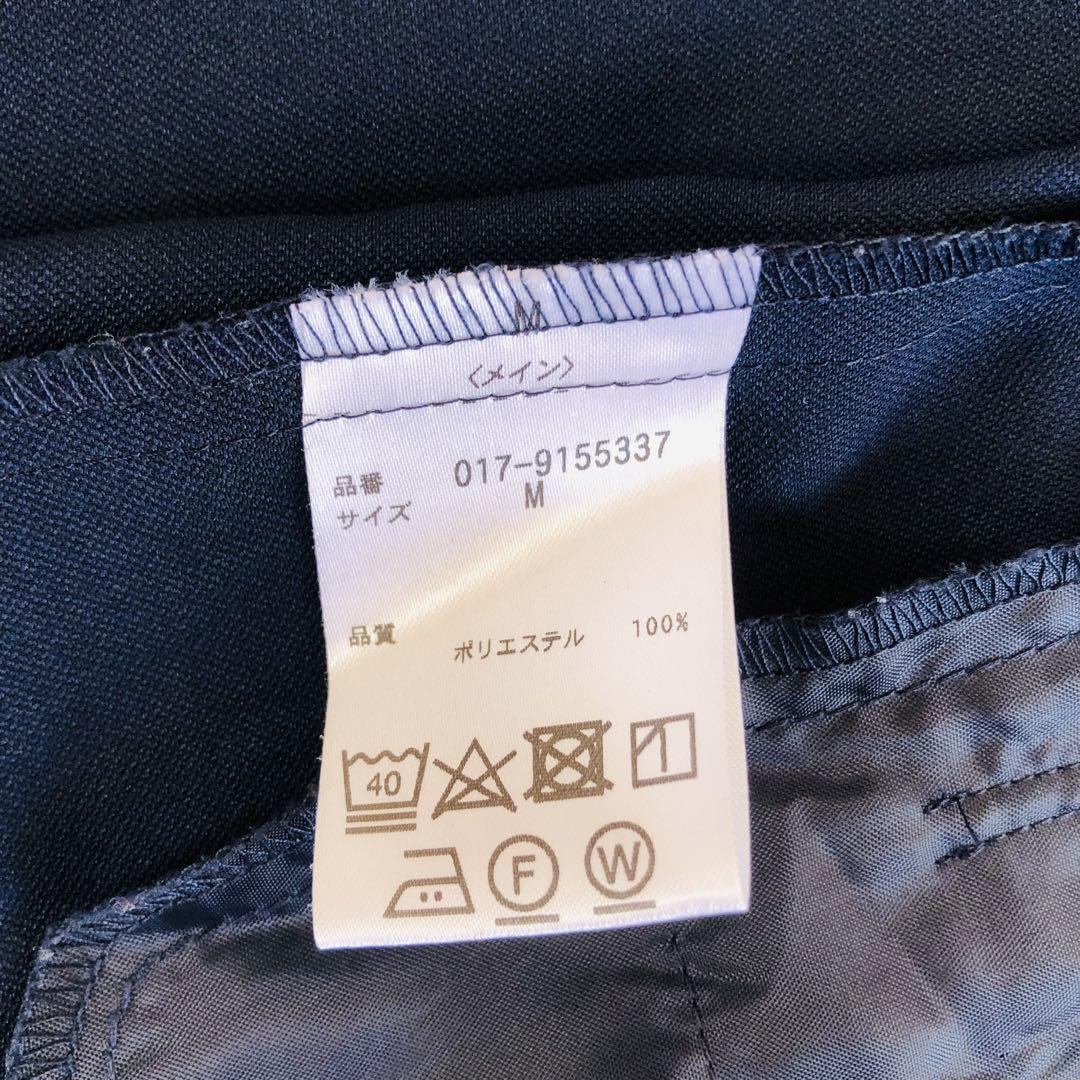 M
〈メイン〉
品番 017-9155337
サイズ M
品質 ポリエステル 100%
40
F W